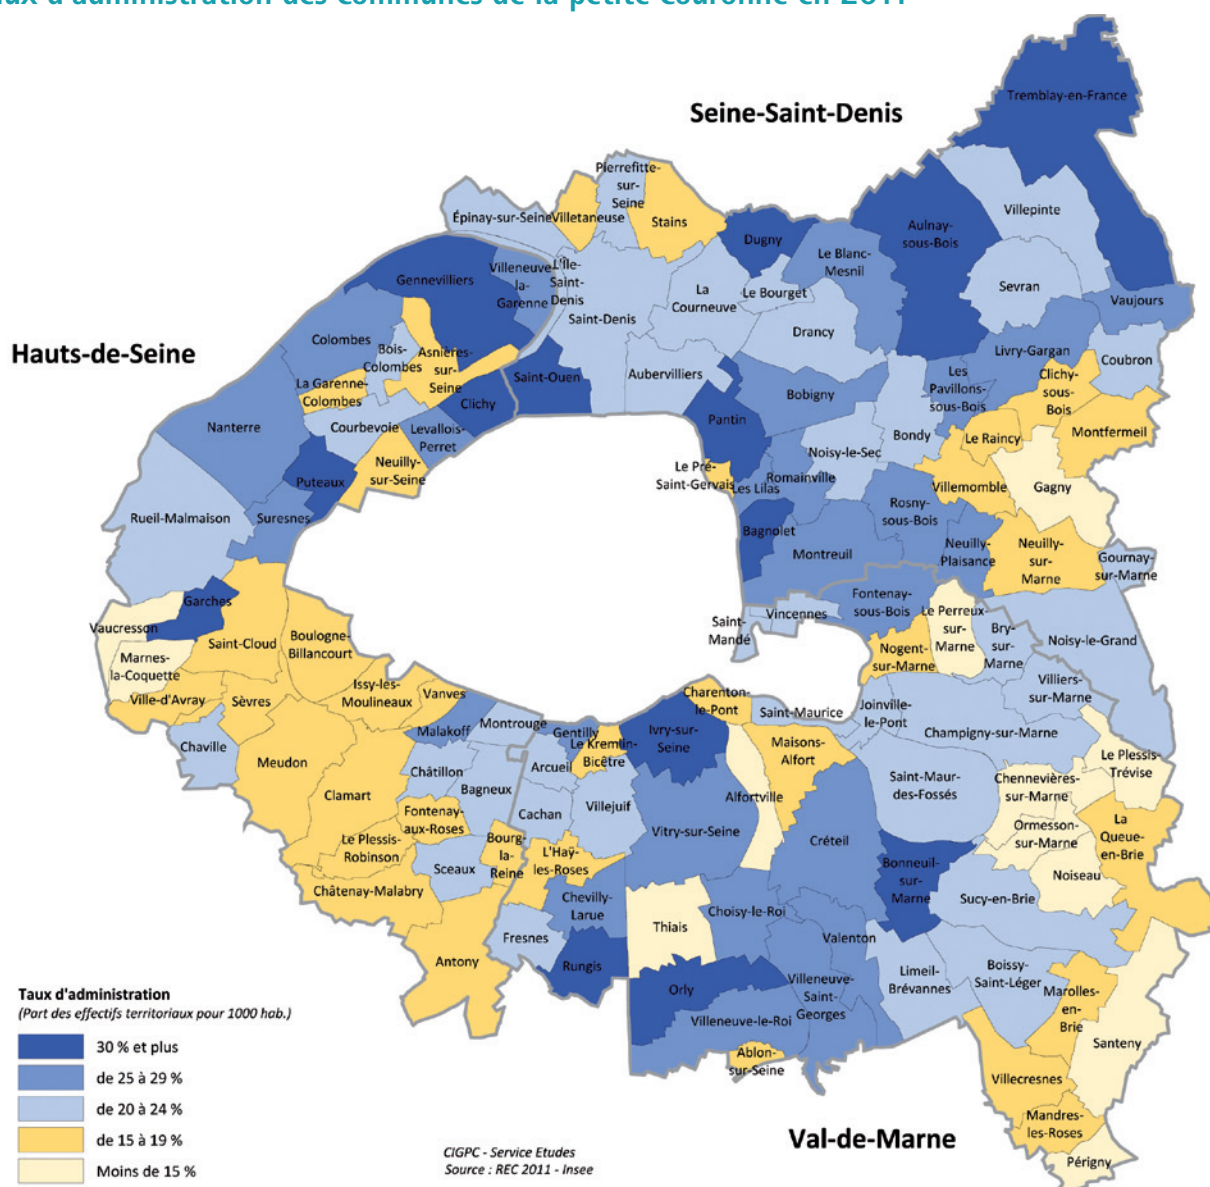 d'administration des communes de la petite couronne en 2011
Seine-Saint-Denis
Tremblay-en-France
Pierrefitte-
sur-
Seine
Épinay-sur-Seine
Villetaneuse
Stains
Dugny
Aulnay-
sous-Bois
Villepinte
Le Blanc-
Mesnil
Gennevilliers
Villeneuve-
la-
Garenne
L'Île-
Saint-
Denis
La
Courneuve
Le Bourget
Sevran
Vaujours
Saint-Denis
Drancy
Hauts-de-Seine
Colombes
Bois-
Colombes
Asnières-
sur-
Seine
Livry-Gargan
Coubron
Saint-Ouen
Aubervilliers
Bobigny
Les
Pavillons-
sous-Bois
Clichy-
sous-
Bois
La Garenne-
Colombes
Clichy
Nanterre
Courbevoie
Levallois-
Perret
Pantin
Bondy
Le Raincy
Montfermeil
Noisy-le-Sec
Neuilly-
sur-Seine
Le Pré-
Saint-Gervais
Puteaux
Les Lilas
Romainville
Villemomble
Gagny
Rueil-Malmaison
Suresnes
Rosny-
sous-Bois
Bagnolet
Montreuil
Neuilly-
Plaisance
Neuilly-
sur-
Marne
Gournay-
sur-Marne
Garches
Vaucresson
Saint-Cloud
Boulogne-
Billancourt
Marnes-
la-Coquette
Saint-
Mandé
Vincennes
Fontenay-
sous-Bois
Le Perreux-
sur-
Marne
Bry-
sur-
Marne
Noisy-le-Grand
Nogent-
sur-Marne
Ville-d'Avray
Sèvres
Issy-les-
Moulineaux
Vanves
Charenton-
le-Pont
Saint-Maurice
Joinville-
le-Pont
Villiers-
sur-Marne
Champigny-sur-Marne
Chaville
Meudon
Malakoff
Montrouge
Gentilly
Le Kremlin-
Bicêtre
Ivry-sur-
Seine
Maisons-
Alfort
Le Plessis-
Trévise
Clamart
Châtillon
Bagneux
Arcueil
Cachan
Villejuif
Alfortville
Saint-Maur-
des-Fossés
Chennevières-
sur-Marne
Fontenay-
aux-Roses
Vitry-sur-Seine
Créteil
Ormesson-
sur-Marne
La
Queue-
en-Brie
Le Plessis-
Robinson
Sceaux
Bourg-
la-
Reine
L'Haÿ-
les-Roses
Bonneuil-
sur-
Marne
Noiseau
Châtenay-Malabry
Chevilly-
Larue
Thiais
Choisy-le-Roi
Sucy-en-Brie
Antony
Fresnes
Rungis
Valenton
Limeil-
Brévannes
Boissy-
Saint-Léger
Orly
Villeneuve-
Saint-
Georges
Villeneuve-le-Roi
Marolles-
en-
Brie
Santeny
Ablon-
sur-Seine
Villecresnes
Mandres-
les-Roses
Périgny
Val-de-Marne
Taux d'administration
(Part des effectifs territoriaux pour 1000 hab.)
30 % et plus
de 25 à 29 %
de 20 à 24 %
de 15 à 19 %
Moins de 15 %
CIGPC - Service Etudes
Source : REC 2011 - Insee